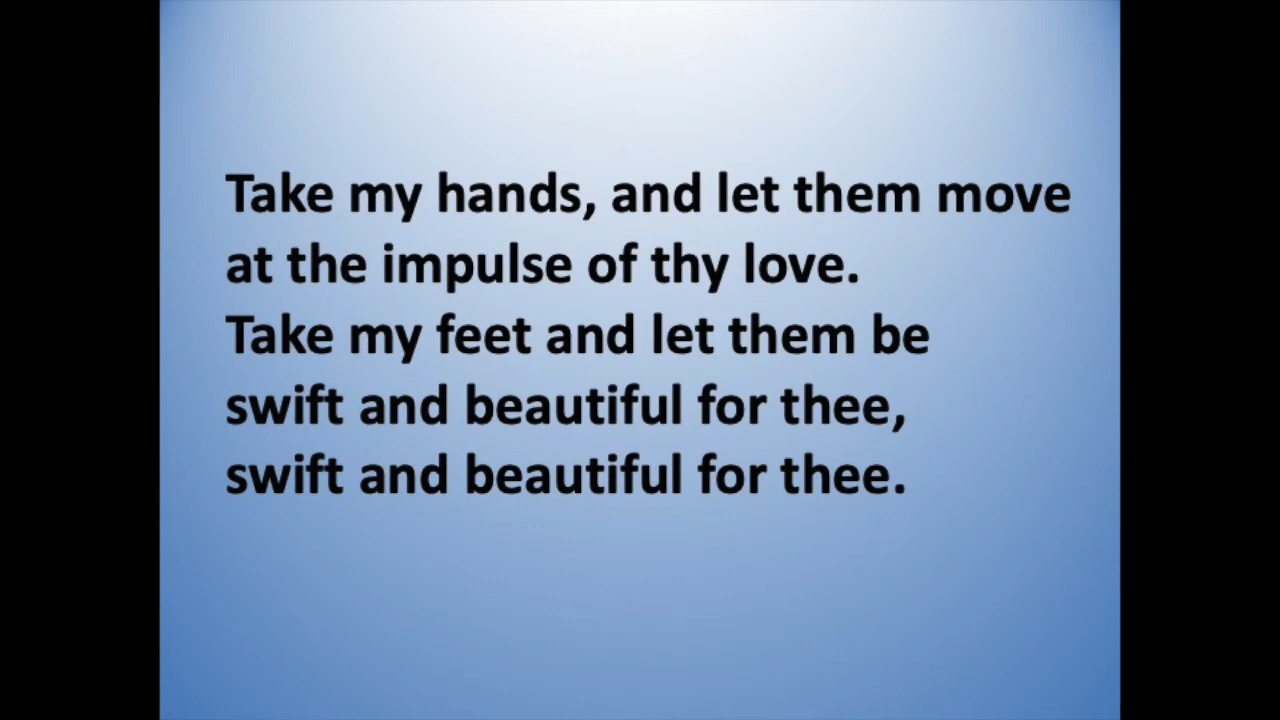 Take my hands, and let them move
at the impulse of thy love.
Take my feet and let them be
swift and beautiful for thee,
swift and beautiful for thee.